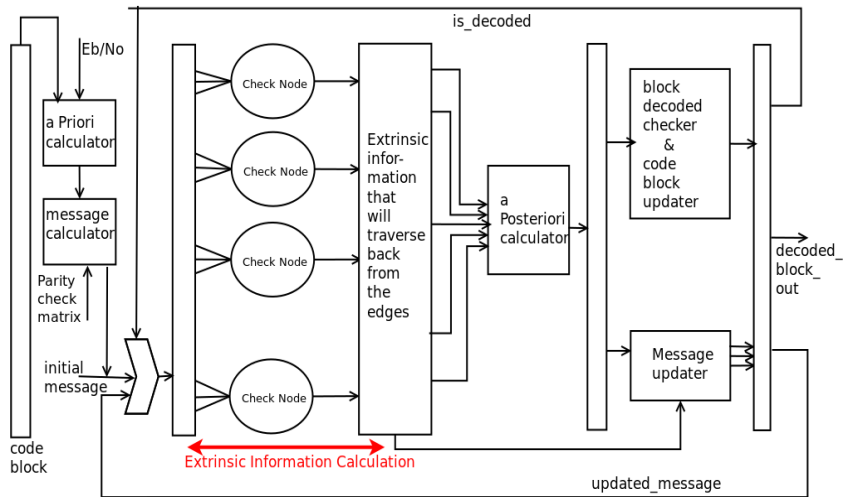 is_decoded
Eb/No
a Priori
calculator
message
calculator
Parity
check
matrix
initial
message
code
block
Check Node
Check Node
Check Node
Check Node
Extrinsic
infor-
mation
that
will
traverse
back
from
the
edges
Extrinsic Information Calculation
a
Posteriori
calculator
block
decoded
checker
&
code
block
updater
Message
updater
decoded_
block_
out
updated_message